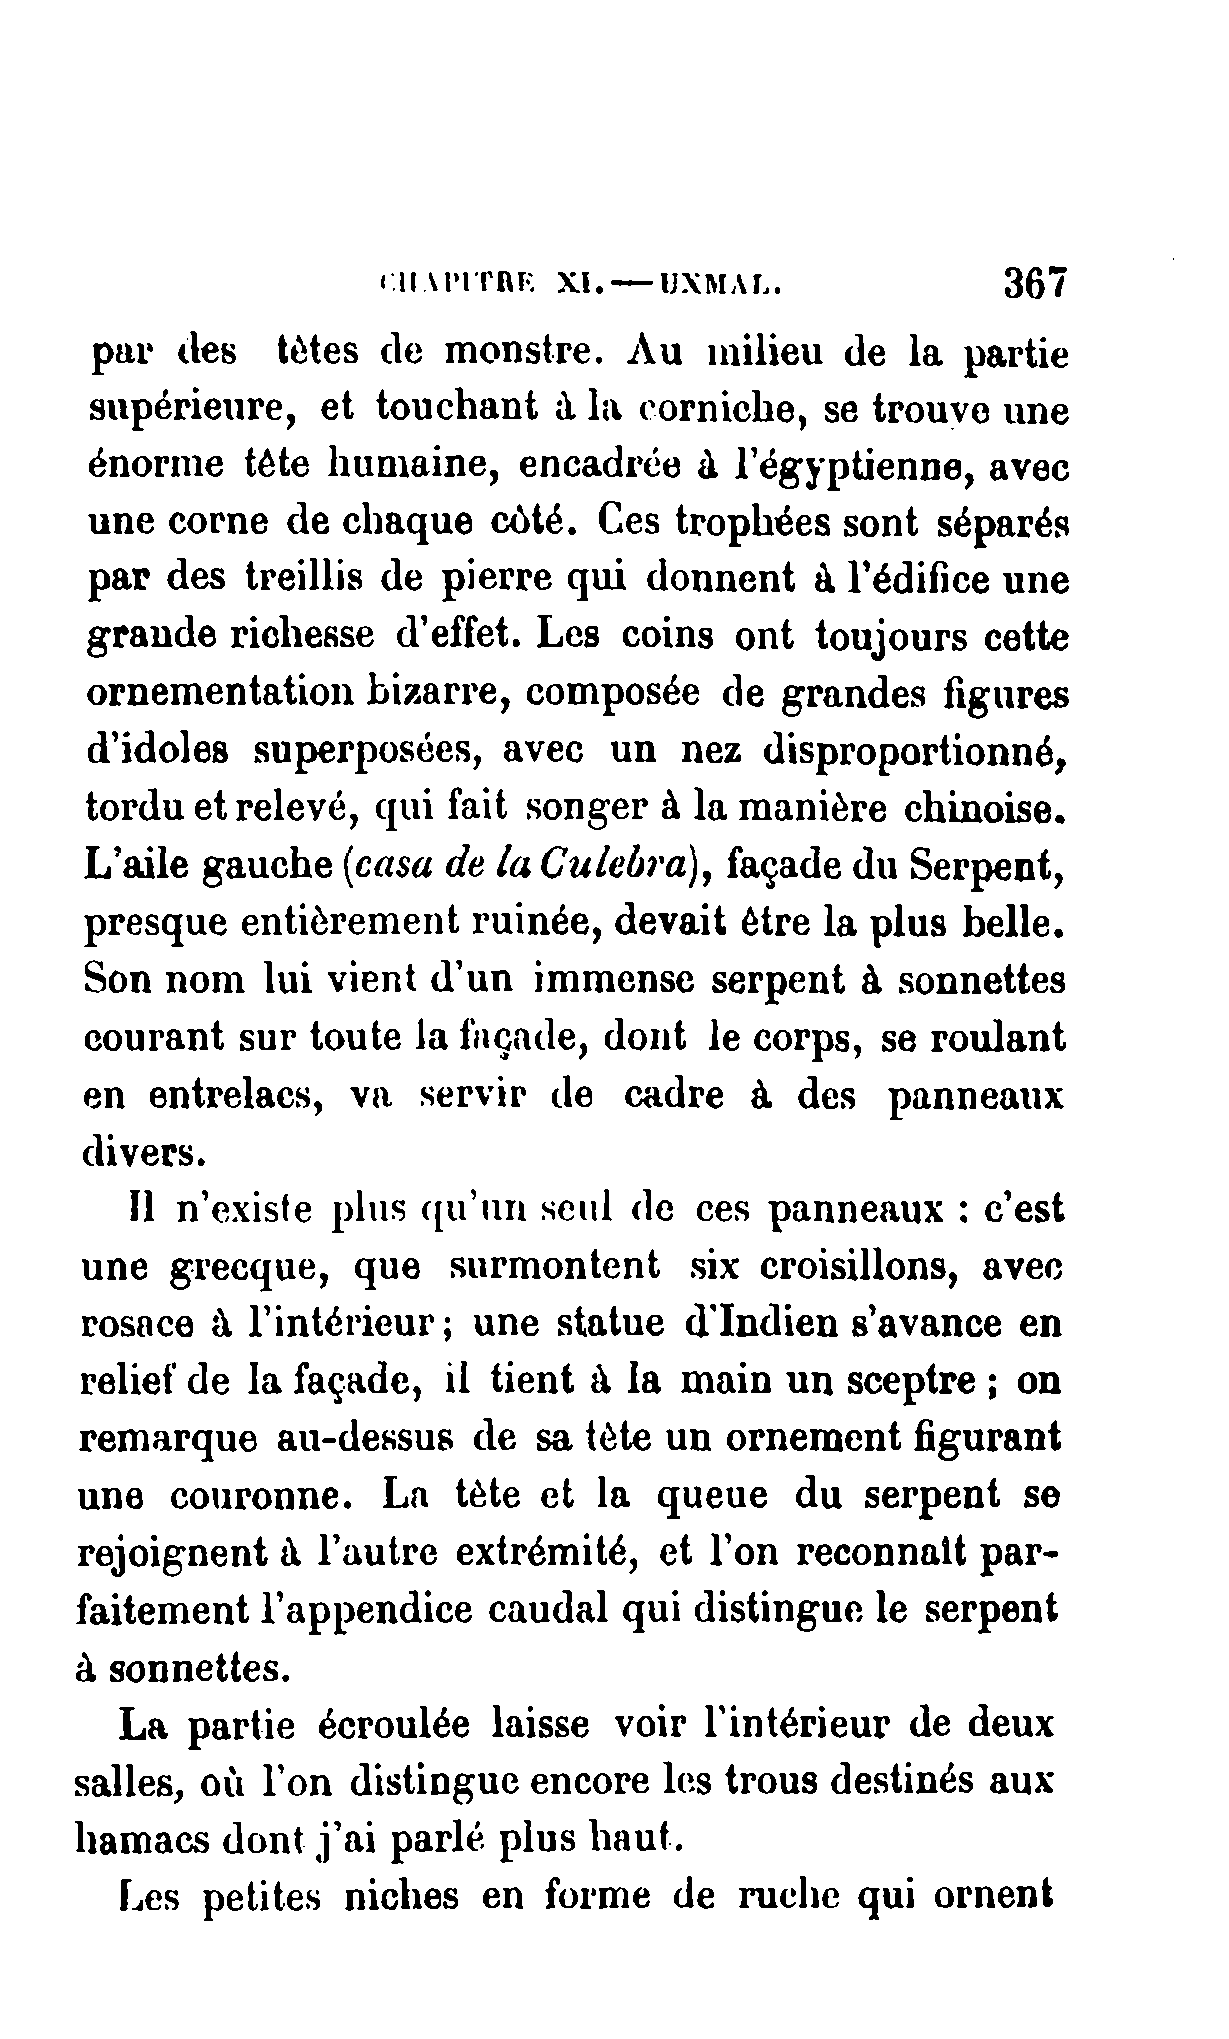 CHAPITRE XI.—UXMAL. 367
par des têtes de monstre. Au milieu de la partie
supérieure, et touchant à la corniche, se trouve une
énorme tête humaine, encadrée à l'égyptienne, avec
une corne de chaque côté. Ces trophées sont séparés
par des treillis de pierre qui donnent à l'édifice une
grande richesse d'effet. Les coins ont toujours cette
ornementation bizarre, composée de grandes figures
d'idoles superposées, avec un nez disproportionné,
tordu et relevé, qui fait songer à la manière chinoise.
L'aile gauche (casa de la Culebra), façade du Serpent,
presque entièrement ruinée, devait être la plus belle.
Son nom lui vient d'un immense serpent à sonnettes
courant sur toute la façade, dont le corps, se roulant
en entrelacs, va servir de cadre à des panneaux
divers.
Il n'existe plus qu'un seul de ces panneaux : c'est
une grecque, que surmontent six croisillons, avec
rosace à l'intérieur ; une statue d'Indien s'avance en
relief de la façade, il tient à la main un sceptre ; on
remarque au-dessus de sa tête un ornement figurant
une couronne. La tête et la queue du serpent se
rejoignent à l'autre extrémité, et l'on reconnaît par-
faitement l'appendice caudal qui distingue le serpent
à sonnettes.
La partie écroulée laisse voir l'intérieur de deux
salles, où l'on distingue encore les trous destinés aux
hamacs dont j'ai parlé plus haut.
Les petites niches en forme de ruche qui ornent